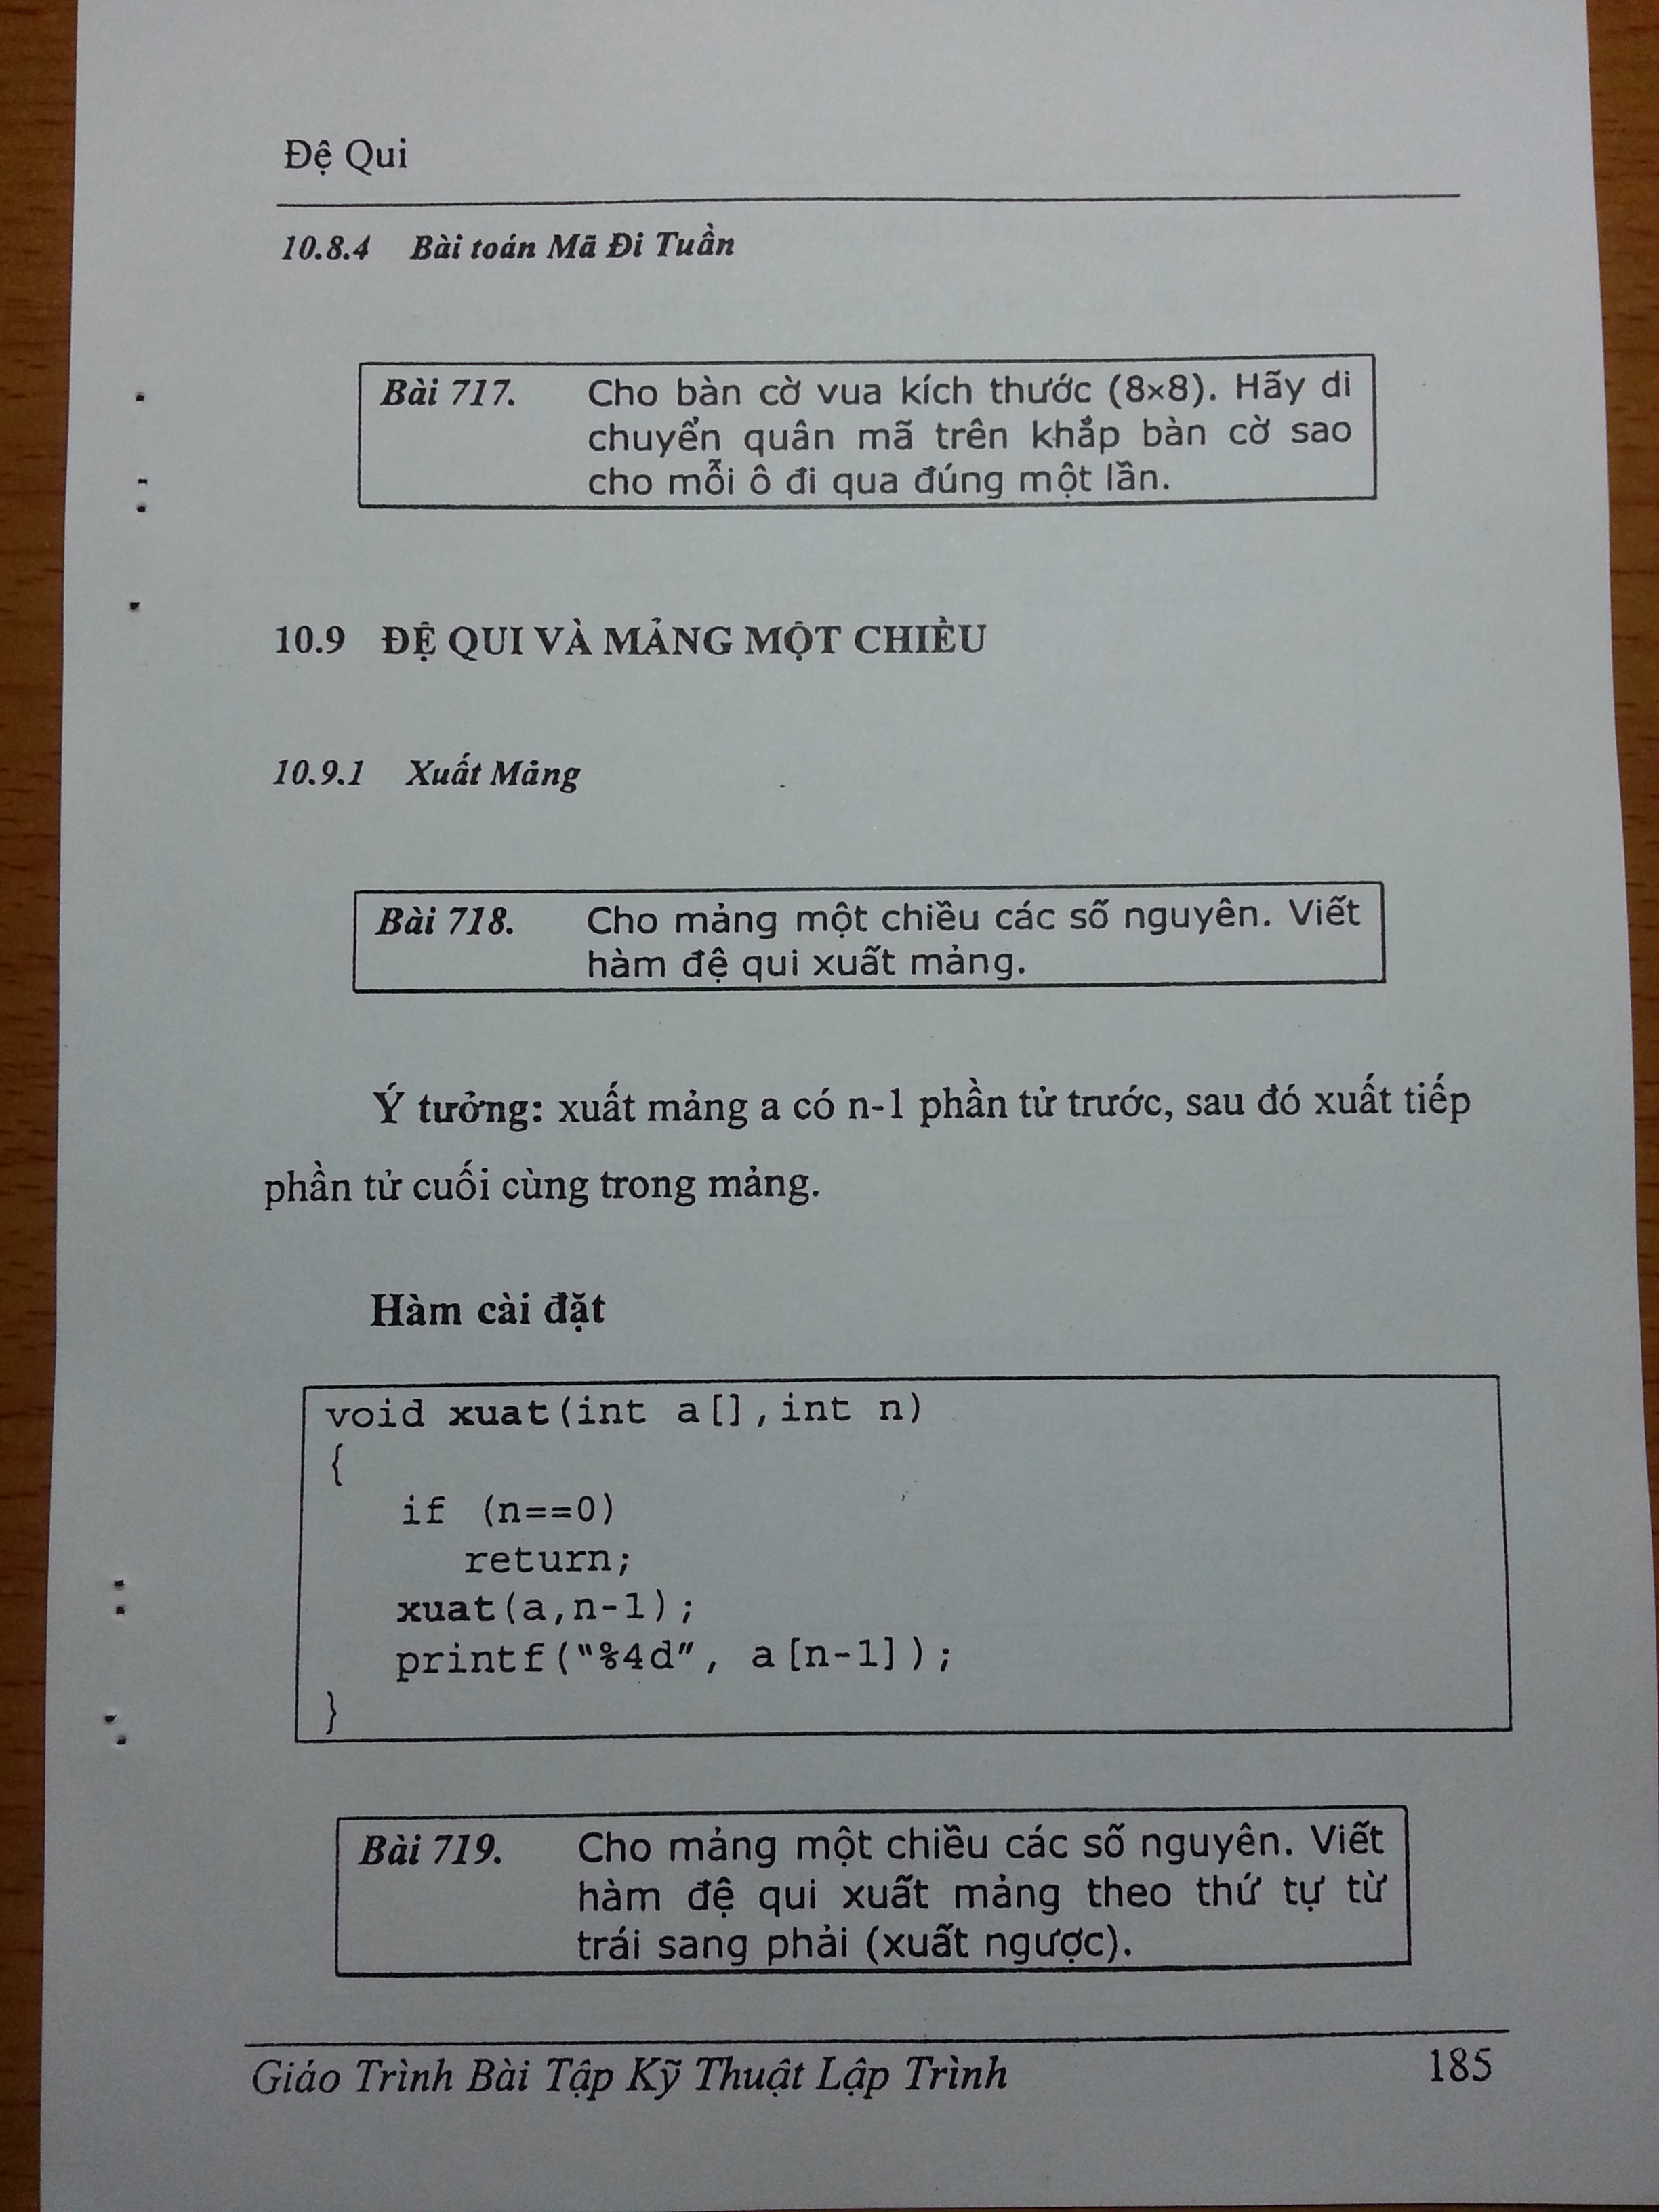 Đệ Qui
10.8.4 Bài toán Mã Đi Tuần
Bài 717. Cho bàn cờ vua kích thước (8×8). Hãy di
chuyển quân mã trên khắp bàn cờ sao
cho mỗi ô đi qua đúng một lần.
10.9 ĐỆ QUI VÀ MẢNG MỘT CHIỀU
10.9.1 Xuất Mảng
Bài 718. Cho mảng một chiều các số nguyên. Viết
hàm đệ qui xuất mảng.
Ý tưởng: xuất mảng a có n-1 phần tử trước, sau đó xuất tiếp
phần tử cuối cùng trong mảng.
Hàm cài đặt
void xuat(int a[],int n)
{
if (n==0)
return;
xuat(a,n-1);
printf(“%4d”, a[n-1]);
}
Bài 719. Cho mảng một chiều các số nguyên. Viết
hàm đệ qui xuất mảng theo thứ tự từ
trái sang phải (xuất ngược).
Giáo Trình Bài Tập Kỹ Thuật Lập Trình 185